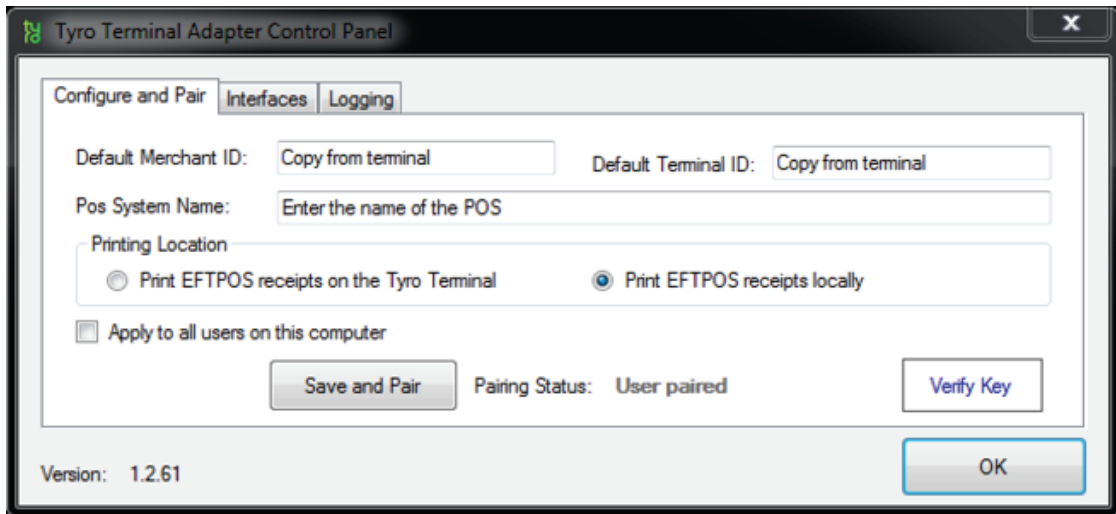 Tyro Terminal Adapter Control Panel
x
Configure and Pair Interfaces Logging
Default Merchant ID: Copy from terminal Default Terminal ID: Copy from terminal
Pos System Name: Enter the name of the POS
Printing Location
Print EFTPOS receipts on the Tyro Terminal Print EFTPOS receipts locally
Apply to all users on this computer
Save and Pair Pairing Status: User paired Verify Key
Version: 1.2.61 OK